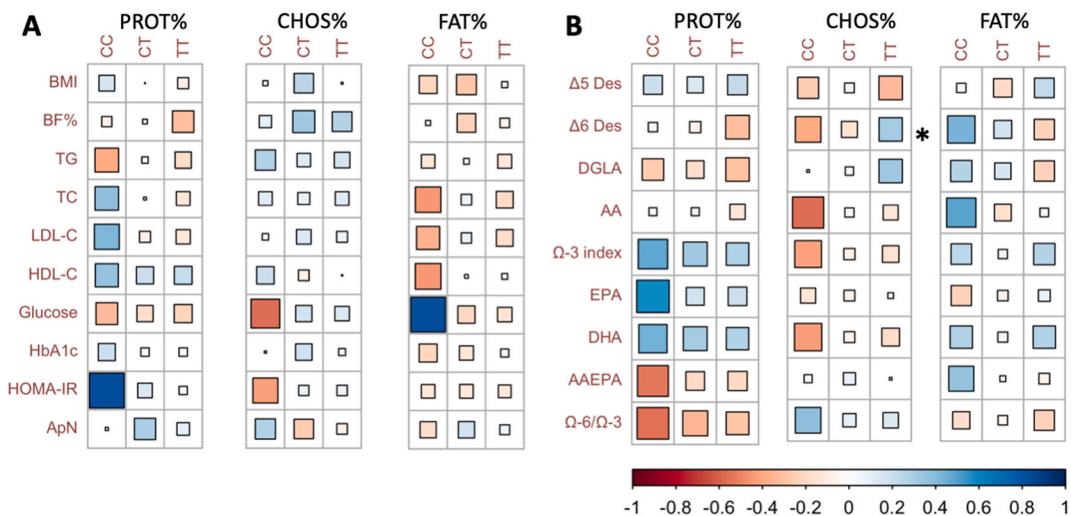 A
PROT% CHOS% FAT%
CC CT TT CC CT TT CC CT TT
BMI
BF%
TG
TC
LDL-C
HDL-C
Glucose
HbA1c
HOMA-IR
ApN
B
PROT% CHOS% FAT%
CC CT TT CC CT TT CC CT TT
Δ5 Des
Δ6 Des *
DGLA
AA
Ω-3 index
EPA
DHA
AAEPA
Ω-6/Ω-3
-1 -0.8 -0.6 -0.4 -0.2 0 0.2 0.4 0.6 0.8 1